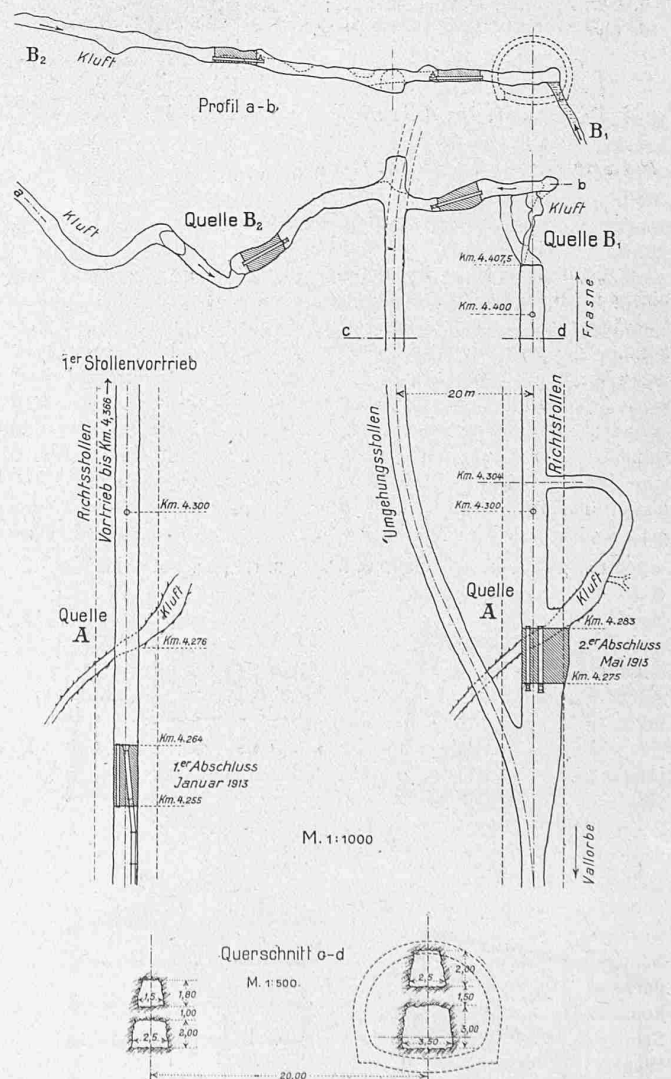 B2
Kluft
Profil a-b
B1
a
Kluft
Quelle B2
b
Kluft
Quelle B1
Km. 4.407,5
Km. 4.400
Frasne
c
d
1.er Stollenvortrieb
20 m
Richtsstollen
Vortrieb bis Km. 4,368
Umgehungsstollen
Richtstollen
Km. 4.304
Km. 4.300
Km. 4.300
Kluft
Quelle
A
Km. 4.276
Quelle
A
Kluft
Km. 4.283
2.er Abschluss
Mai 1913
Km. 4.275
Km. 4.264
1.er Abschluss
Januar 1913
Km. 4.255
M. 1:1000
Vallorbe
Querschnitt c-d
M. 1:500.
1,5
1,80
1,00
2,5
2,00
2,5
2,00
1,50
3,50
3,00
20,00